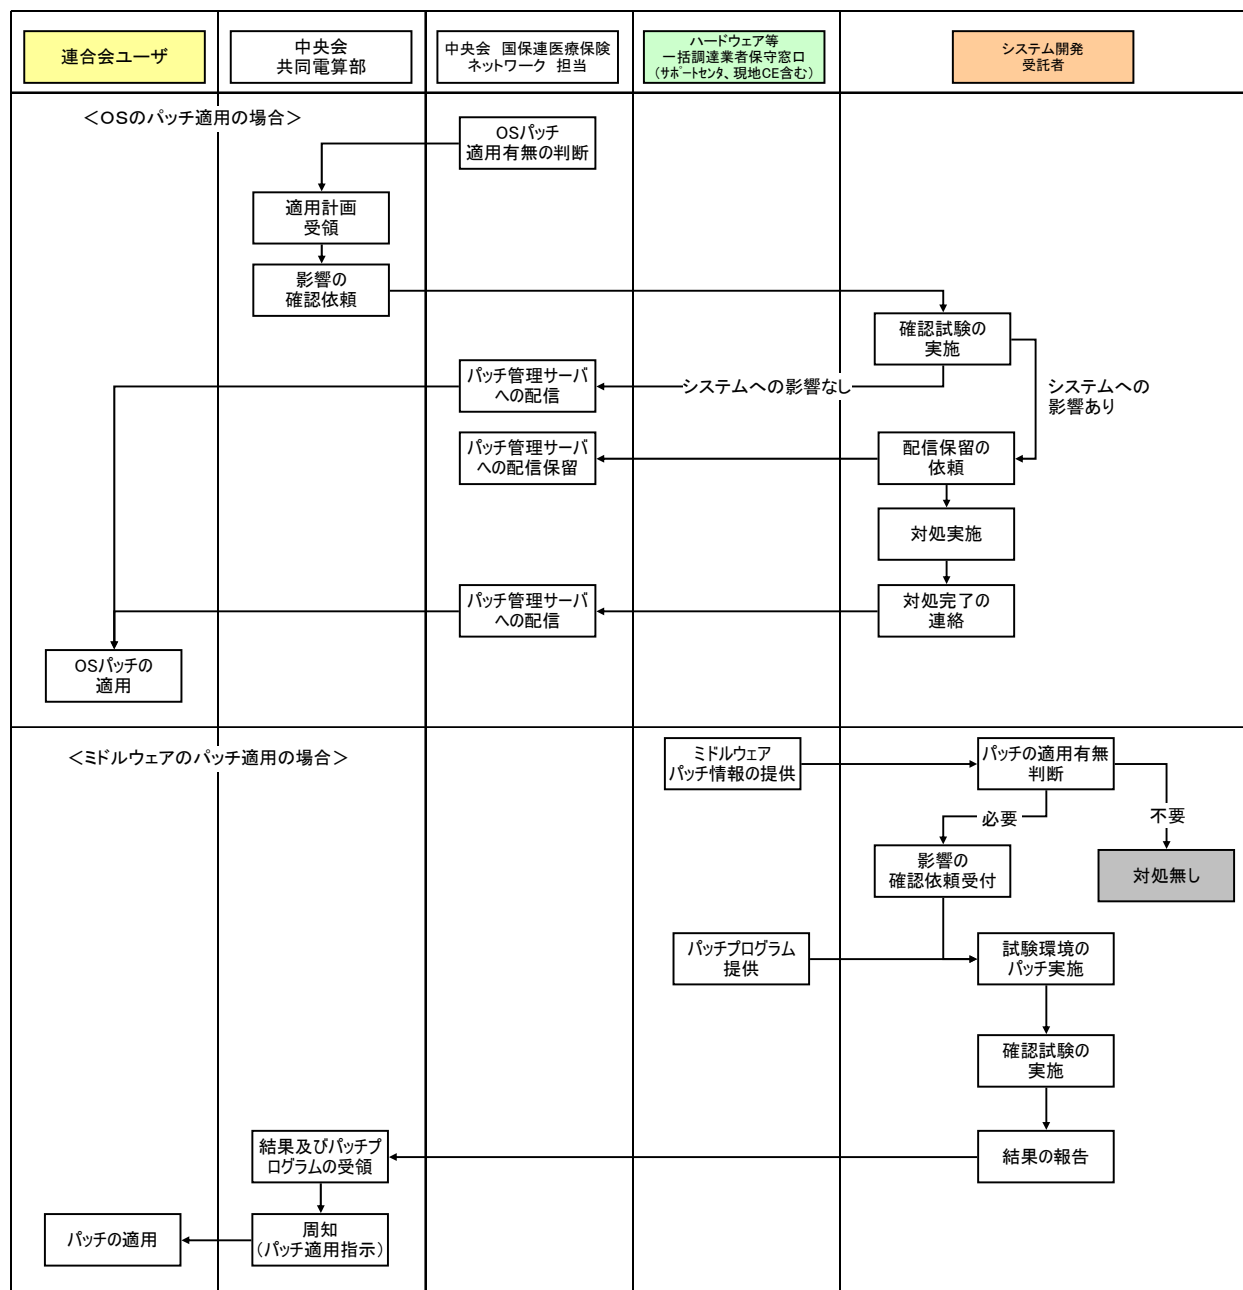 連合会ユーザ
中央会
共同電算部
中央会　国保連医療保険
ネットワーク　担当
ハードウェア等
一括調達業者保守窓口
（ｻﾎﾟｰﾄｾﾝﾀ、現地CE含む）
システム開発
受託者
＜ＯＳのパッチ適用の場合＞
OSパッチ
適用有無の判断
適用計画
受領
影響の
確認依頼
確認試験の
実施
パッチ管理サーバ
への配信
システムへの影響なし
システムへの
影響あり
パッチ管理サーバ
への配信保留
配信保留の
依頼
対処実施
パッチ管理サーバ
への配信
対処完了の
連絡
OSパッチの
適用
＜ミドルウェアのパッチ適用の場合＞
ミドルウェア
パッチ情報の提供
パッチの適用有無
判断
必要
不要
影響の
確認依頼受付
対処無し
パッチプログラム
提供
試験環境の
パッチ実施
確認試験の
実施
結果及びパッチプ
ログラムの受領
結果の報告
パッチの適用
周知
（パッチ適用指示）